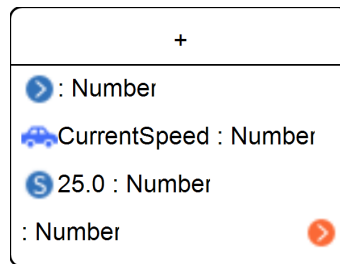 +
: Number
CurrentSpeed : Number
S 25.0 : Number
: Number